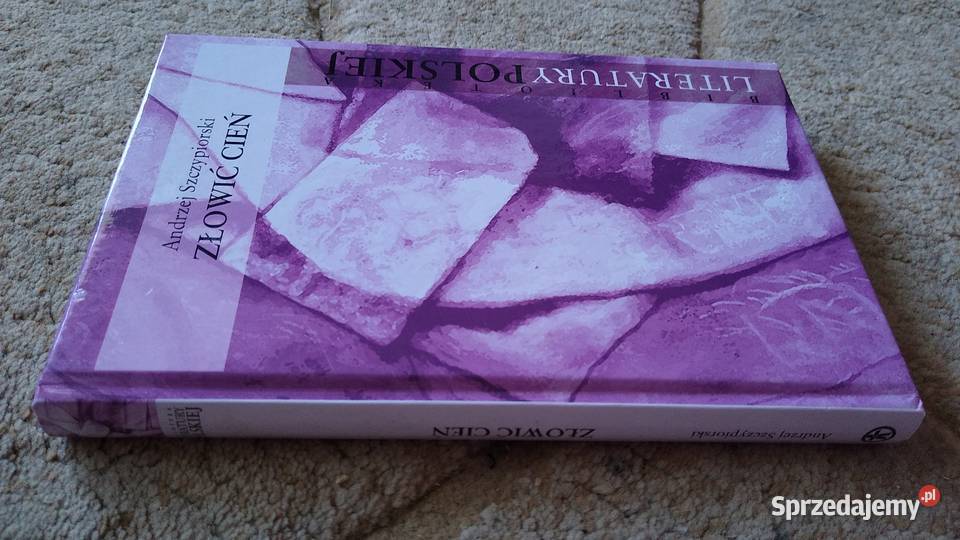 Andrzej Szczypiorski
ZŁOWIĆ CIEŃ
BIBLIOTEKA
LITERATURY POLSKIEJ
Andrzej Szczypiorski
ZŁOWIĆ CIEŃ
Sprzedajemy.pl